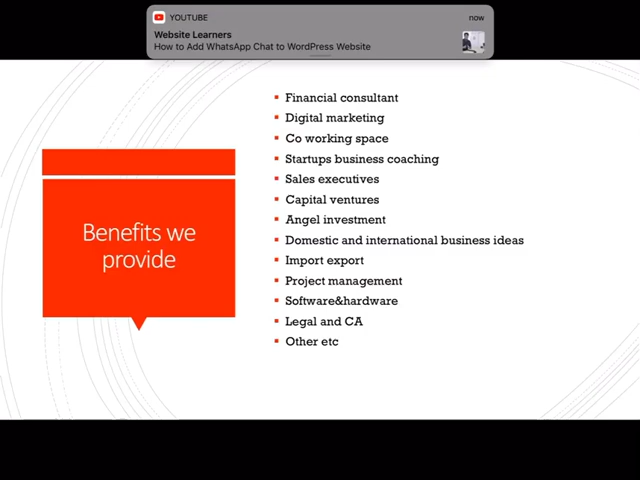 YOUTUBE
now
Website Learners
How to Add WhatsApp Chat to WordPress Website
Benefits we
provide
Financial consultant
Digital marketing
Co working space
Startups business coaching
Sales executives
Capital ventures
Angel investment
Domestic and international business ideas
Import export
Project management
Software&hardware
Legal and CA
Other etc